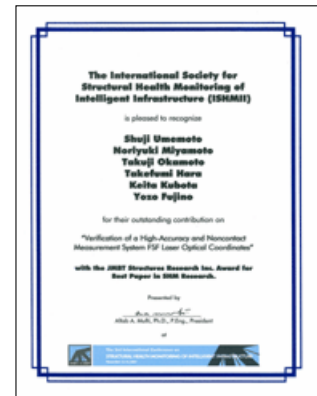 The International Society for
Structural Health Monitoring of
Intelligent Infrastructure (ISHMII)
is pleased to recognize
Shuji Umemoto
Noriyuki Miyamoto
Takuji Okamoto
Takefumi Hara
Keita Kubota
Yozo Fujino
for their outstanding contribution on
"Verification of a High-Accuracy and Noncontact
Measurement System FSF Laser Optical Coordinates"
with the JMBT Structures Research Inc. Award for
Best Paper in SHM Research.
Presented by
Aftab A. Mufti, Ph.D., P.Eng., President
at
STRUCTURAL HEALTH MONITORING OF INTELLIGENT INFRASTRUCTURE